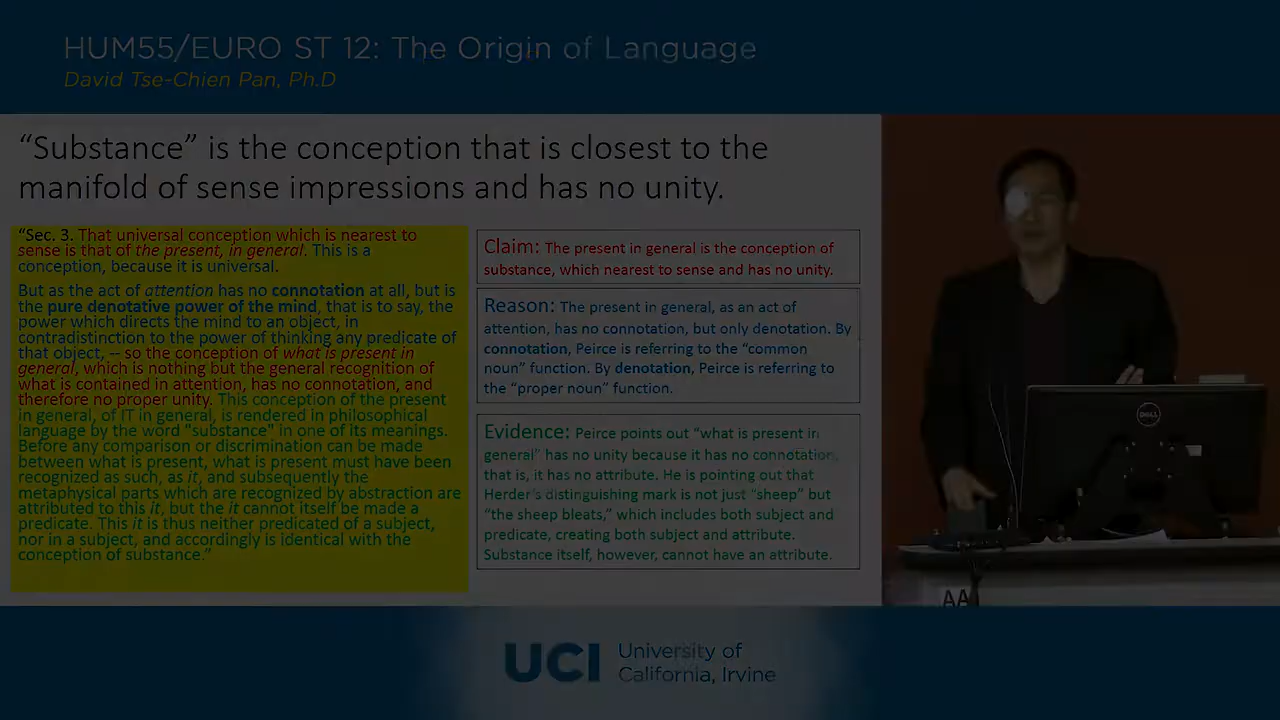 HUM55/EURO ST 12: The Origin of Language
David Tse-Chien Pan, Ph.D
“Substance” is the conception that is closest to the
manifold of sense impressions and has no unity.
“Sec. 3. That universal conception which is nearest to
sense is that of the present, in general. This is a
conception, because it is universal.
But as the act of attention has no connotation at all, but is
the pure denotative power of the mind, that is to say, the
power which directs the mind to an object, in
contradistinction to the power of thinking any predicate of
that object, -- so the conception of what is present in
general, which is nothing but the general recognition of
what is contained in attention, has no connotation, and
therefore no proper unity. This conception of the present
in general, of IT in general, is rendered in philosophical
language by the word "substance" in one of its meanings.
Before any comparison or discrimination can be made
between what is present, what is present must have been
recognized as such, as it, and subsequently the
metaphysical parts which are recognized by abstraction are
attributed to this it, but the it cannot itself be made a
predicate. This it is thus neither predicated of a subject,
nor in a subject, and accordingly is identical with the
conception of substance.”
Claim: The present in general is the conception of
substance, which nearest to sense and has no unity.
Reason: The present in general, as an act of
attention, has no connotation, but only denotation. By
connotation, Peirce is referring to the “common
noun” function. By denotation, Peirce is referring to
the “proper noun” function.
Evidence: Peirce points out “what is present in
general” has no unity because it has no connotation,
that is, it has no attribute. He is pointing out that
Herder’s distinguishing mark is not just “sheep” but
“the sheep bleats,” which includes both subject and
predicate, creating both subject and attribute.
Substance itself, however, cannot have an attribute.
DELL
AA
UCI University of
California, Irvine